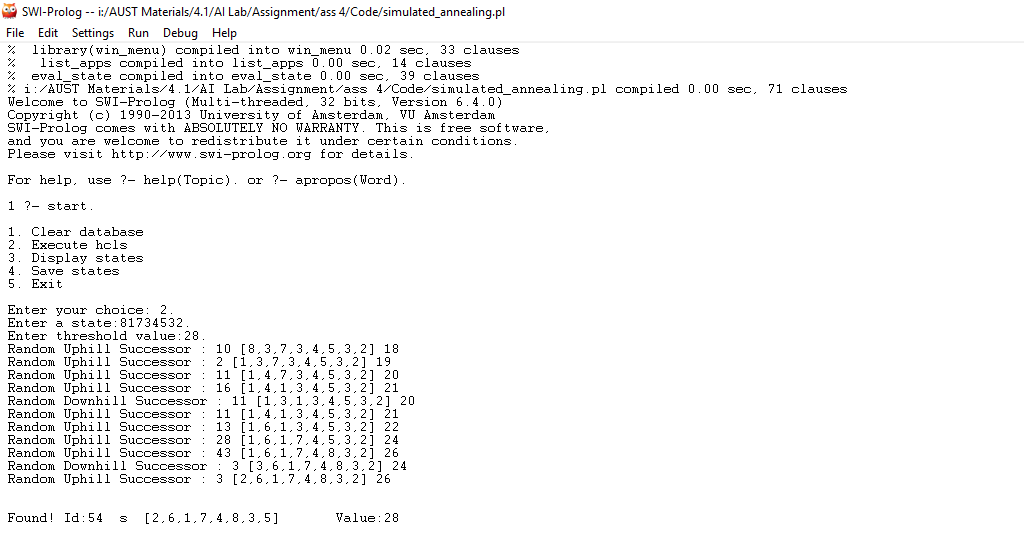 SWI-Prolog -- i:/AUST Materials/4.1/AI Lab/Assignment/ass 4/Code/simulated_annealing.pl
File Edit Settings Run Debug Help
%  library(win_menu) compiled into win_menu 0.02 sec, 33 clauses
%   list_apps compiled into list_apps 0.00 sec, 14 clauses
%  eval_state compiled into eval_state 0.00 sec, 39 clauses
% i:/AUST Materials/4.1/AI Lab/Assignment/ass 4/Code/simulated_annealing.pl compiled 0.00 sec, 71 clauses
Welcome to SWI-Prolog (Multi-threaded, 32 bits, Version 6.4.0)
Copyright (c) 1990-2013 University of Amsterdam, VU Amsterdam
SWI-Prolog comes with ABSOLUTELY NO WARRANTY. This is free software,
and you are welcome to redistribute it under certain conditions.
Please visit http://www.swi-prolog.org for details.
For help, use ?- help(Topic). or ?- apropos(Word).
1 ?- start.
1. Clear database
2. Execute hcls
3. Display states
4. Save states
5. Exit
Enter your choice: 2.
Enter a state:81734532.
Enter threshold value:28.
Random Uphill Successor : 10 [8,3,7,3,4,5,3,2] 18
Random Uphill Successor : 2 [1,3,7,3,4,5,3,2] 19
Random Uphill Successor : 11 [1,4,7,3,4,5,3,2] 20
Random Uphill Successor : 16 [1,4,1,3,4,5,3,2] 21
Random Downhill Successor : 11 [1,3,1,3,4,5,3,2] 20
Random Uphill Successor : 11 [1,4,1,3,4,5,3,2] 21
Random Uphill Successor : 13 [1,6,1,3,4,5,3,2] 22
Random Uphill Successor : 28 [1,6,1,7,4,5,3,2] 24
Random Uphill Successor : 43 [1,6,1,7,4,8,3,2] 26
Random Downhill Successor : 3 [3,6,1,7,4,8,3,2] 24
Random Uphill Successor : 3 [2,6,1,7,4,8,3,2] 26
Found! Id:54  s  [2,6,1,7,4,8,3,5]       Value:28